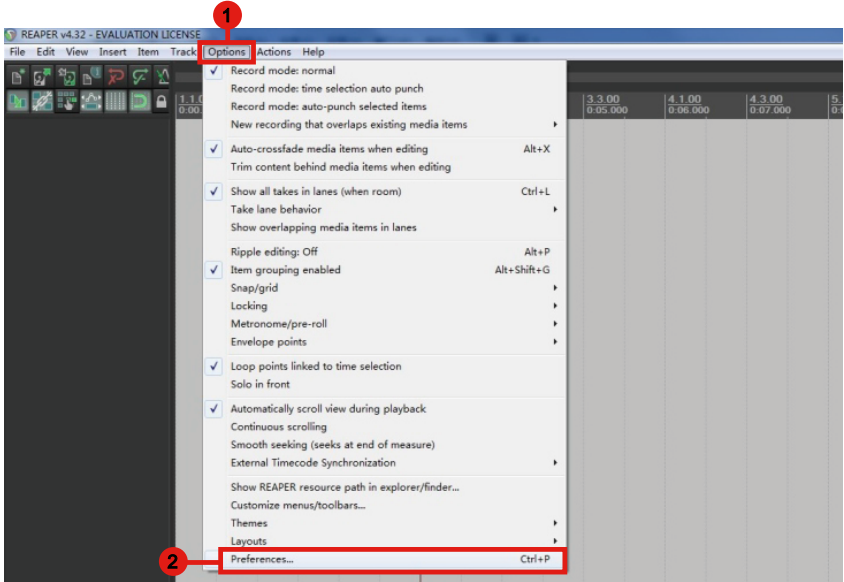 1
REAPER v4.32 - EVALUATION LICENSE
File Edit View Insert Item Track Options Actions Help
Record mode: normal
Record mode: time selection auto punch
Record mode: auto-punch selected items
New recording that overlaps existing media items
Auto-crossfade media items when editing Alt+X
Trim content behind media items when editing
Show all takes in lanes (when room) Ctrl+L
Take lane behavior
Show overlapping media items in lanes
Ripple editing: Off Alt+P
Item grouping enabled Alt+Shift+G
Snap/grid
Locking
Metronome/pre-roll
Envelope points
Loop points linked to time selection
Solo in front
Automatically scroll view during playback
Continuous scrolling
Smooth seeking (seeks at end of measure)
External Timecode Synchronization
Show REAPER resource path in explorer/finder...
Customize menus/toolbars...
Themes
Layouts
2 Preferences... Ctrl+P
3.3.00 4.1.00 4.3.00
0:05.000 0:06.000 0:07.000